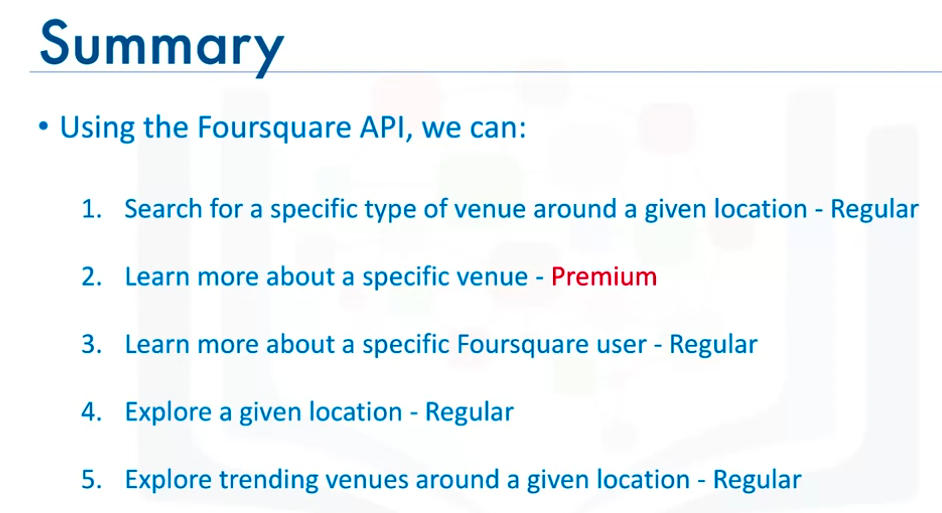 Summary
• Using the Foursquare API, we can:
1. Search for a specific type of venue around a given location - Regular
2. Learn more about a specific venue - Premium
3. Learn more about a specific Foursquare user - Regular
4. Explore a given location - Regular
5. Explore trending venues around a given location - Regular